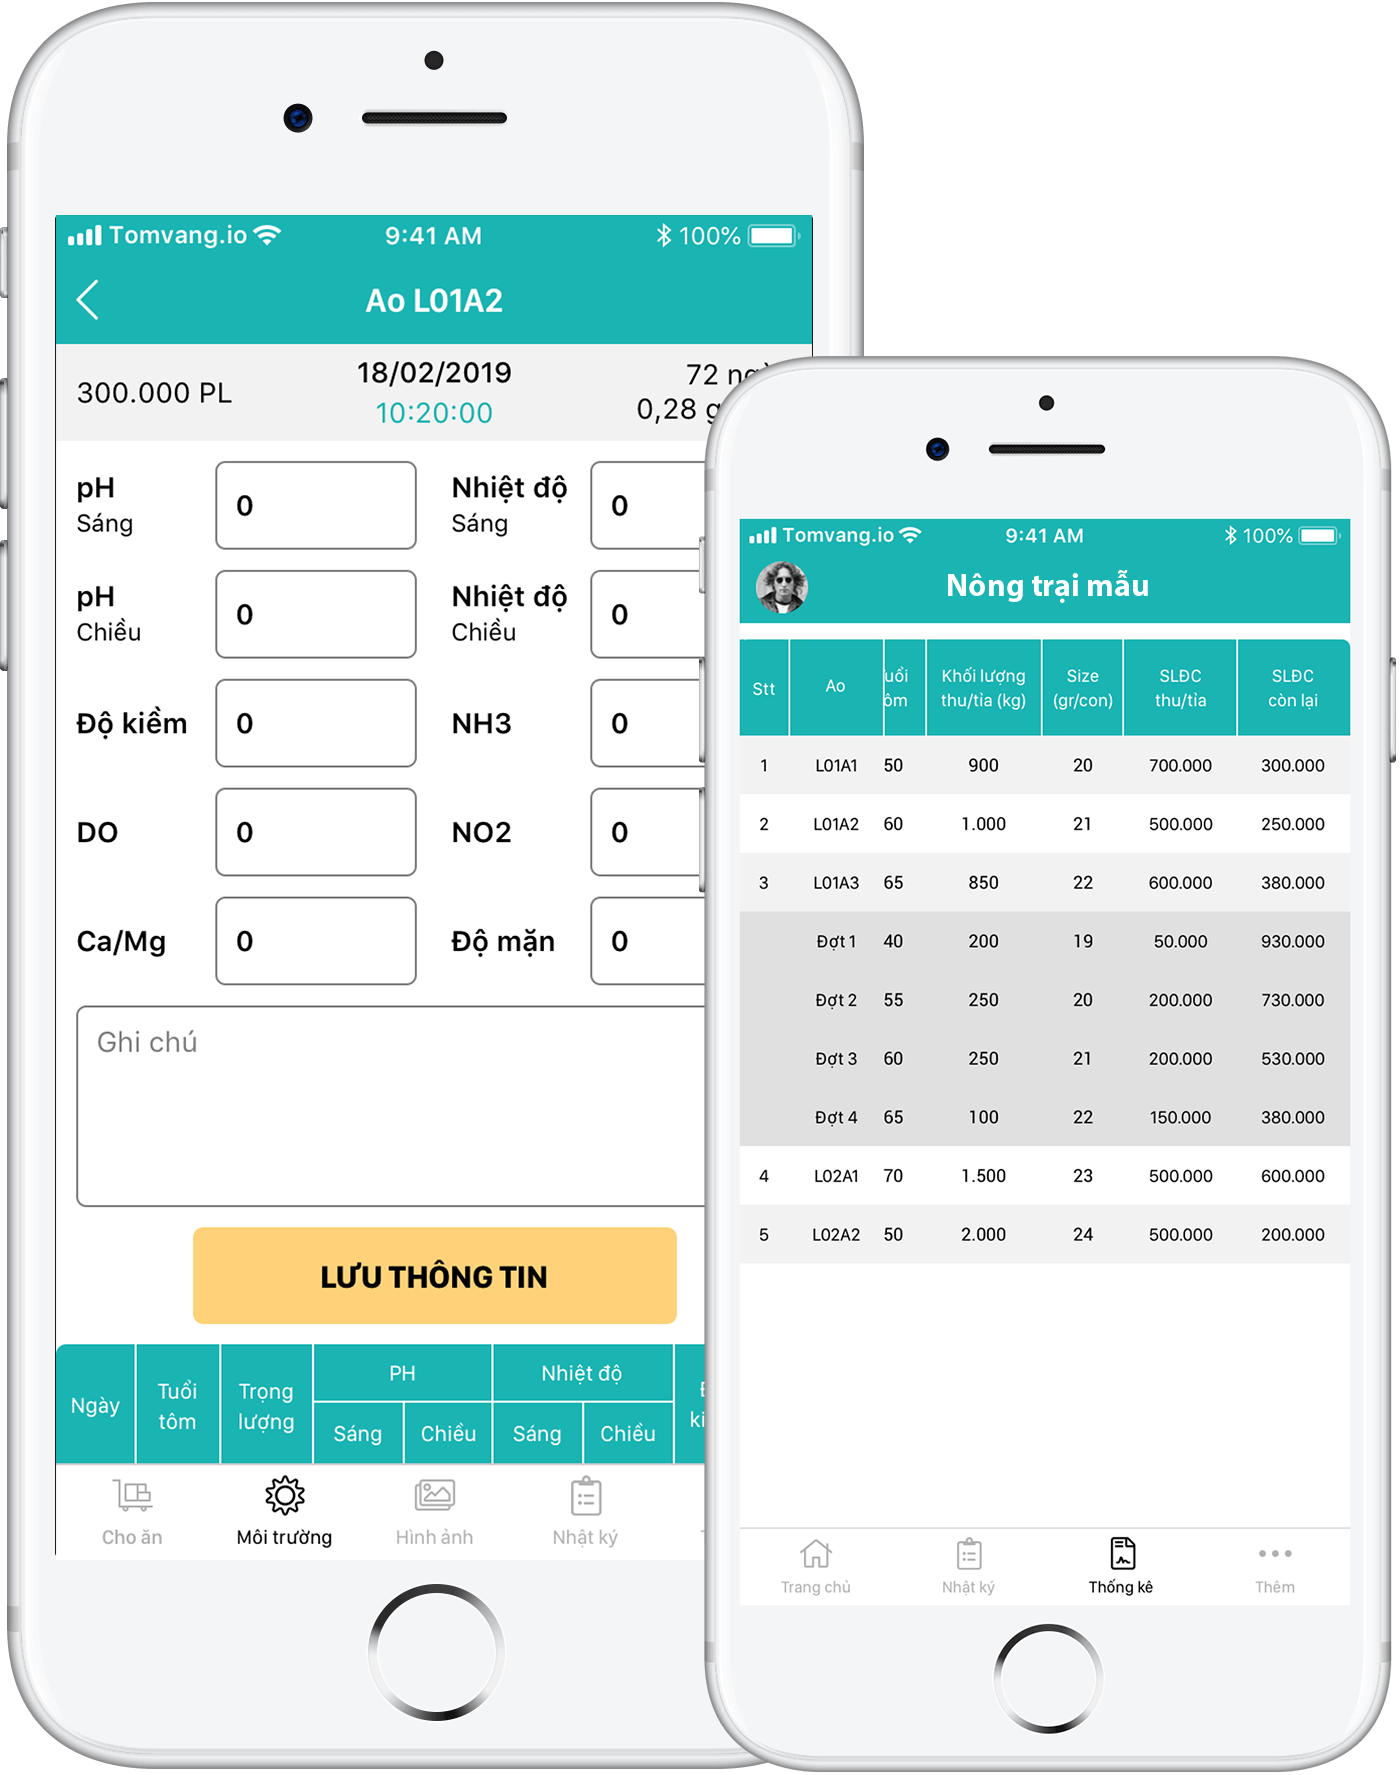 Tomvang.io 9:41 AM 100%
Ao L01A2
300.000 PL
18/02/2019
10:20:00
72
0,28
pH
Sáng
0
Nhiệt độ
Sáng
0
pH
Chiều
0
Nhiệt độ
Chiều
0
Độ kiềm 0 NH3 0
DO 0 NO2 0
Ca/Mg 0 Độ mặn 0
Ghi chú
LƯU THÔNG TIN
Ngày
Tuổi
tôm
Trọng
lượng
PH
Sáng Chiều
Nhiệt độ
Sáng Chiều
Cho ăn Môi trường Hình ảnh Nhật ký
Tomvang.io 9:41 AM 100%
Nông trại mẫu
Stt
Ao
uổi
ôm
Khối lượng
thu/tỉa (kg)
Size
(gr/con)
SLĐC
thu/tỉa
SLĐC
còn lại
1 L01A1 50 900 20 700.000 300.000
2 L01A2 60 1.000 21 500.000 250.000
3 L01A3 65 850 22 600.000 380.000
Đợt 1 40 200 19 50.000 930.000
Đợt 2 55 250 20 200.000 730.000
Đợt 3 60 250 21 200.000 530.000
Đợt 4 65 100 22 150.000 380.000
4 L02A1 70 1.500 23 500.000 600.000
5 L02A2 50 2.000 24 500.000 200.000
Trang chủ Nhật ký Thống kê Thêm